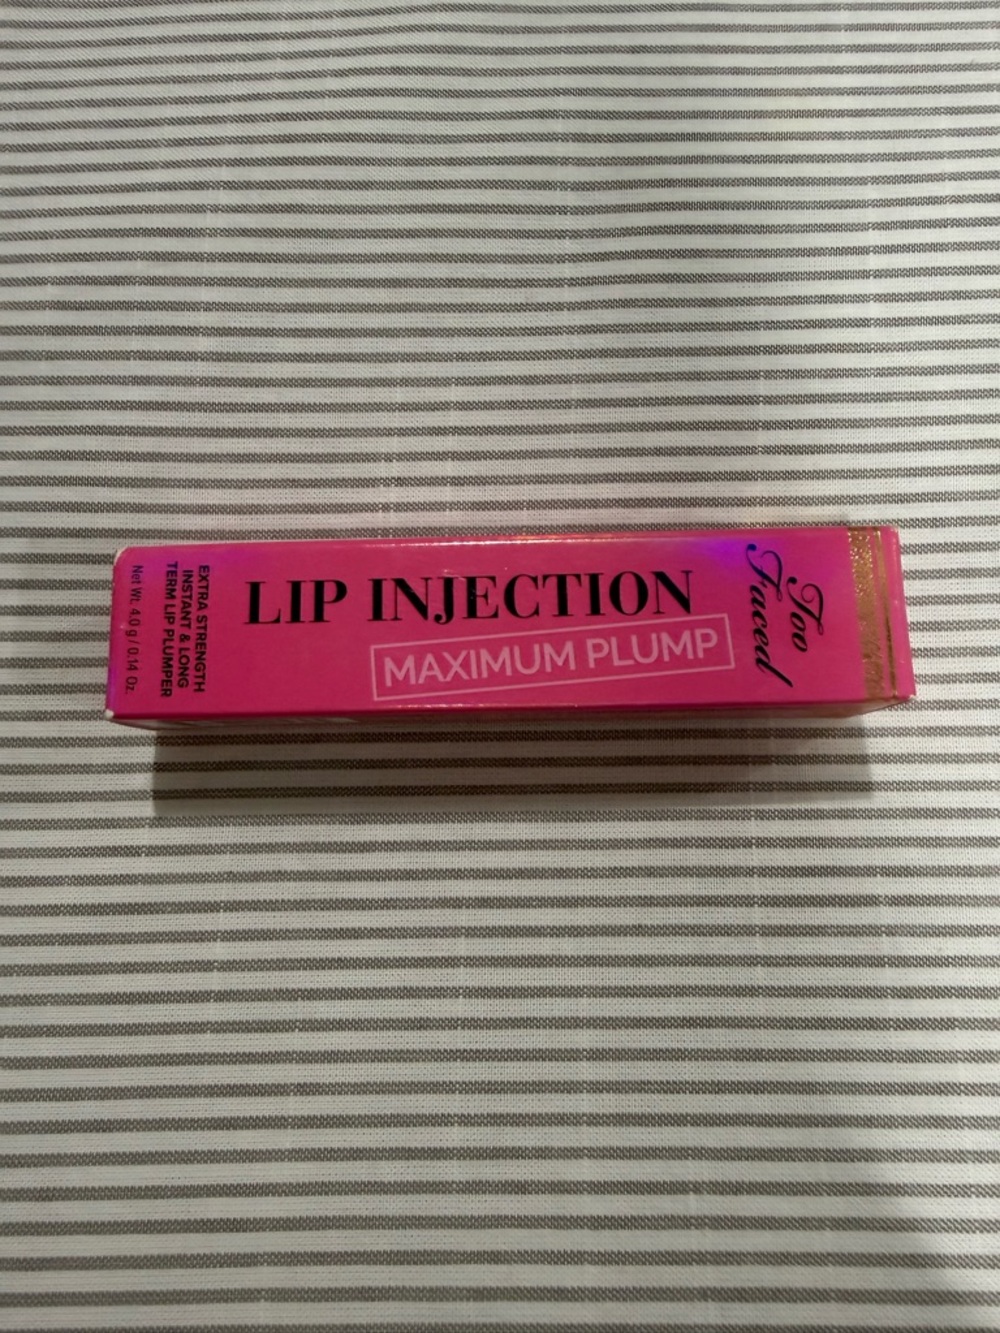 LIP INJECTION
MAXIMUM PLUMP
Too
Faced
EXTRA STRENGTH
INSTANT & LONG
TERM LIP PLUMPER
Net Wt. 4.0 g / 0.14 Oz.